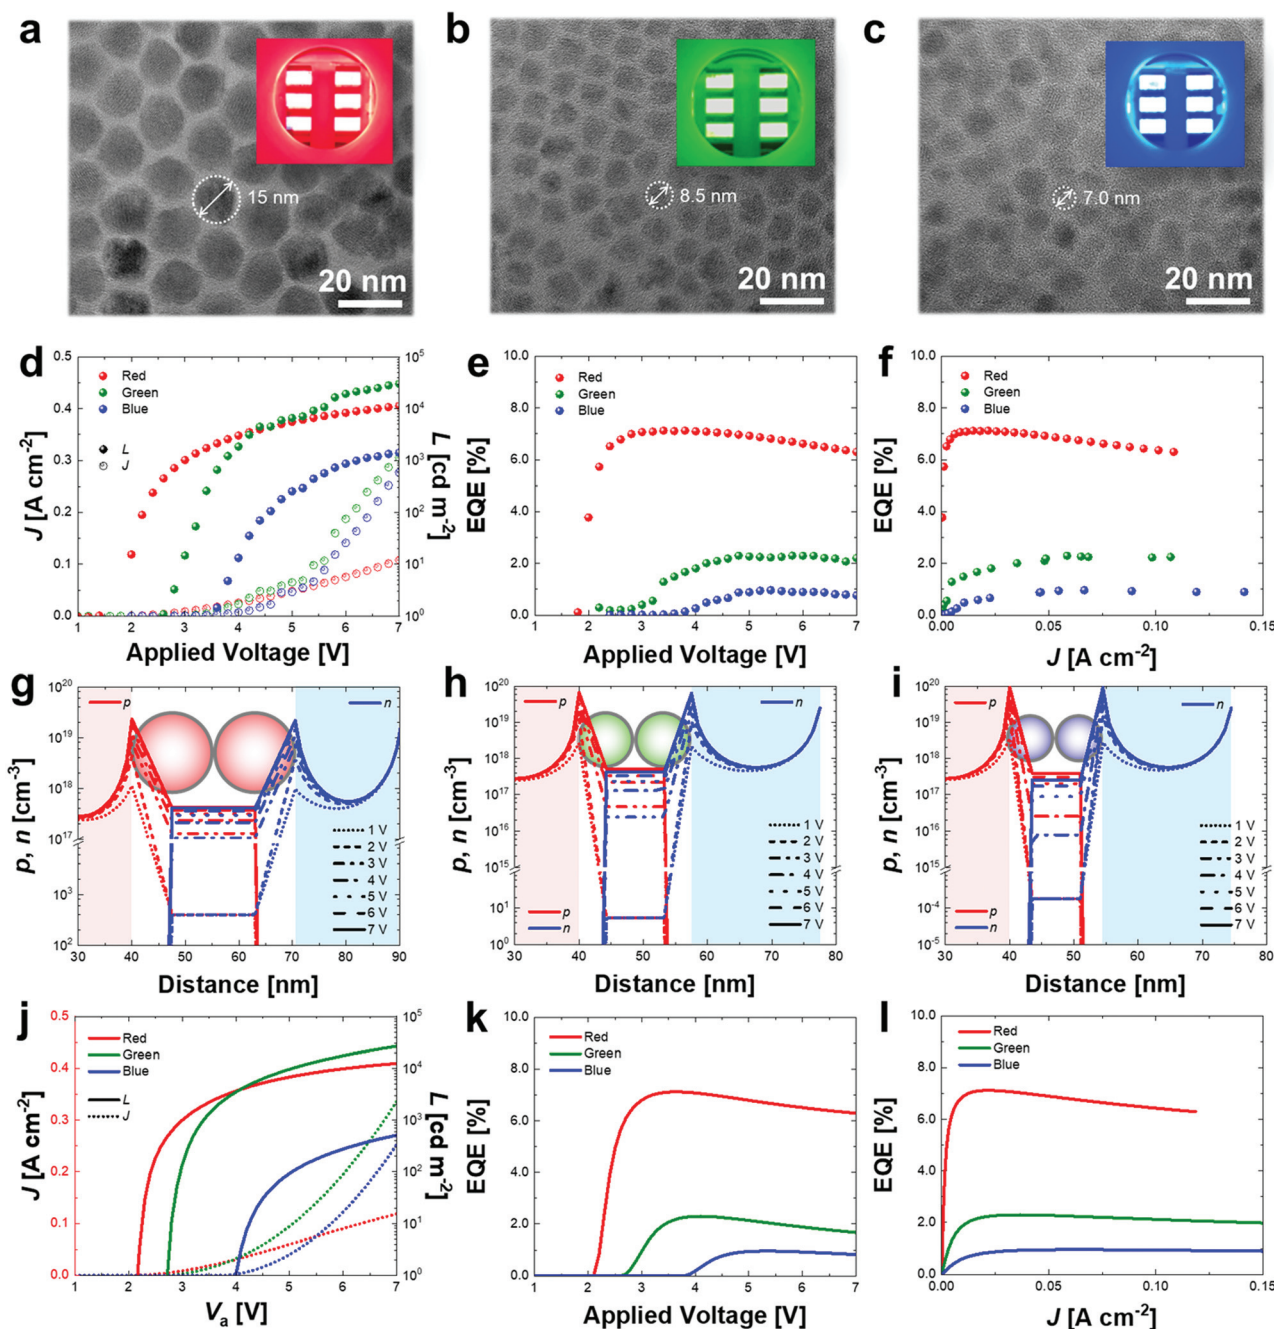 a
15 nm
20 nm
b
8.5 nm
20 nm
c
7.0 nm
20 nm
d
Red
Green
Blue
L
J
J [A cm-2]
0.5
0.4
0.3
0.2
0.1
0.0
10^5
10^4
10^3
10^2
10^1
10^0
L [cd m-2]
1 2 3 4 5 6 7
Applied Voltage [V]
e
Red
Green
Blue
EQE [%]
10.0
8.0
6.0
4.0
2.0
0.0
1 2 3 4 5 6 7
Applied Voltage [V]
f
Red
Green
Blue
EQE [%]
10.0
8.0
6.0
4.0
2.0
0.0
0.00 0.05 0.10 0.15
J [A cm-2]
g
p
n
p, n [cm-3]
10^20
10^19
10^18
10^17
10^3
10^2
1 V
2 V
3 V
4 V
5 V
6 V
7 V
30 40 50 60 70 80 90
Distance [nm]
h
p
n
p, n [cm-3]
10^20
10^19
10^18
10^17
10^16
10^15
10^1
10^0
p
n
1 V
2 V
3 V
4 V
5 V
6 V
7 V
30 40 50 60 70 80
Distance [nm]
i
p
n
p, n [cm-3]
10^20
10^19
10^18
10^17
10^16
10^15
10^-4
10^-5
p
n
1 V
2 V
3 V
4 V
5 V
6 V
7 V
30 40 50 60 70 80
Distance [nm]
j
Red
Green
Blue
L
J
J [A cm-2]
0.5
0.4
0.3
0.2
0.1
0.0
10^5
10^4
10^3
10^2
10^1
10^0
L [cd m-2]
1 2 3 4 5 6 7
Va [V]
k
Red
Green
Blue
EQE [%]
10.0
8.0
6.0
4.0
2.0
0.0
1 2 3 4 5 6 7
Applied Voltage [V]
l
Red
Green
Blue
EQE [%]
10.0
8.0
6.0
4.0
2.0
0.0
0.00 0.05 0.10 0.15
J [A cm-2]